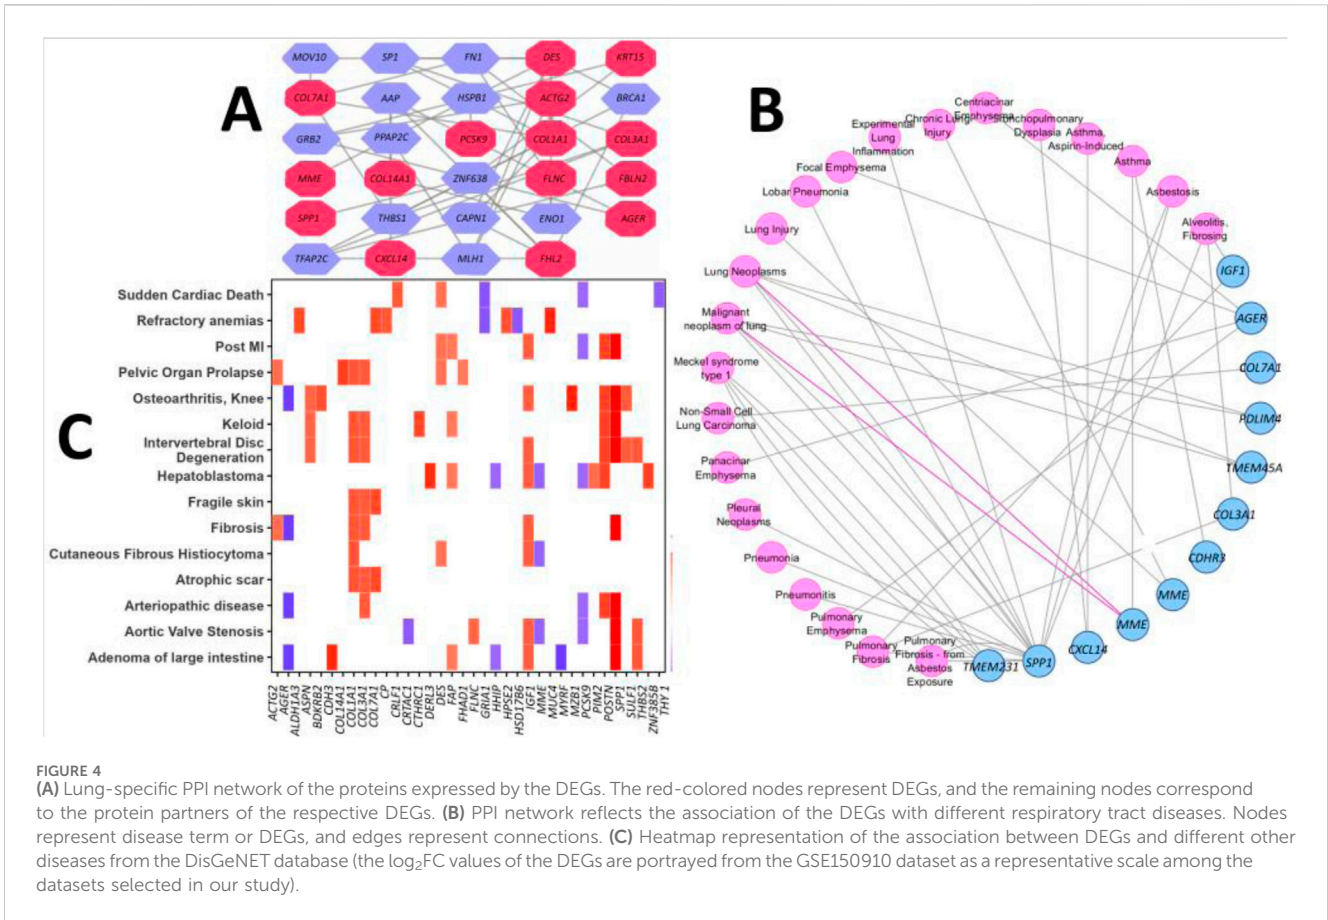 A
MOV10 SP1 FN1 DES KRT15
COL7A1 AAP HSPB1 ACTG2 BRCA1
GRB2 PPAP2C PCSK9 COL1A1 COL3A1
MME COL14A1 ZNF638 FLNC FBLN2
SPP1 THBS1 CAPN1 ENO1 AGER
TFAP2C CXCL14 MLH1 FHL2
B
Centriacinar
Emphysema
Bronchopulmonary
Dysplasia
Chronic Lung
Injury
Asthma,
Aspirin-Induced
Experimental
Lung
Inflammation
Asthma
Focal Emphysema
Asbestosis
Lobar Pneumonia
Alveolitis,
Fibrosing
Lung Injury
IGF1
Lung Neoplasms
AGER
Malignant
neoplasm of lung
COL7A1
Meckel syndrome
type 1
PDLIM4
Non-Small Cell
Lung Carcinoma
TMEM45A
Panacinar
Emphysema
COL3A1
Pleural
Neoplasms
CDHR3
Pneumonia
MME
Pneumonitis
MME
Pulmonary
Emphysema
CXCL14
Pulmonary
Fibrosis
SPP1
Pulmonary
Fibrosis - from
Asbestos
Exposure
TMEM231
C
Sudden Cardiac Death
Refractory anemias
Post MI
Pelvic Organ Prolapse
Osteoarthritis, Knee
Keloid
Intervertebral Disc
Degeneration
Hepatoblastoma
Fragile skin
Fibrosis
Cutaneous Fibrous Histiocytoma
Atrophic scar
Arteriopathic disease
Aortic Valve Stenosis
Adenoma of large intestine
ACTG2
AGER
ALDH1A3
ASPN
BDKRB2
CDH3
COL14A1
COL1A1
COL3A1
COL7A1
CP
CRLF1
CRTAC1
CTHRC1
DERL3
DES
FAP
FHAD1
FLNC
GRIA1
HHIP
HPSE2
HSD17B6
IGF1
MME
MUC4
MYRF
MZB1
PCSK9
PIM2
POSTN
SPP1
SULF1
THBS2
ZNF385B
THY 1
FIGURE 4
(A) Lung-specific PPI network of the proteins expressed by the DEGs. The red-colored nodes represent DEGs, and the remaining nodes correspond
to the protein partners of the respective DEGs. (B) PPI network reflects the association of the DEGs with different respiratory tract diseases. Nodes
represent disease term or DEGs, and edges represent connections. (C) Heatmap representation of the association between DEGs and different other
diseases from the DisGeNET database (the log₂FC values of the DEGs are portrayed from the GSE150910 dataset as a representative scale among the
datasets selected in our study).